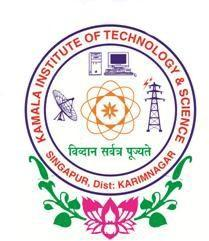 KAMALA INSTITUTE OF TECHNOLOGY & SCIENCE
विव्दान सर्वत्र पूज्यते
SINGAPUR, Dist: KARIMNAGAR